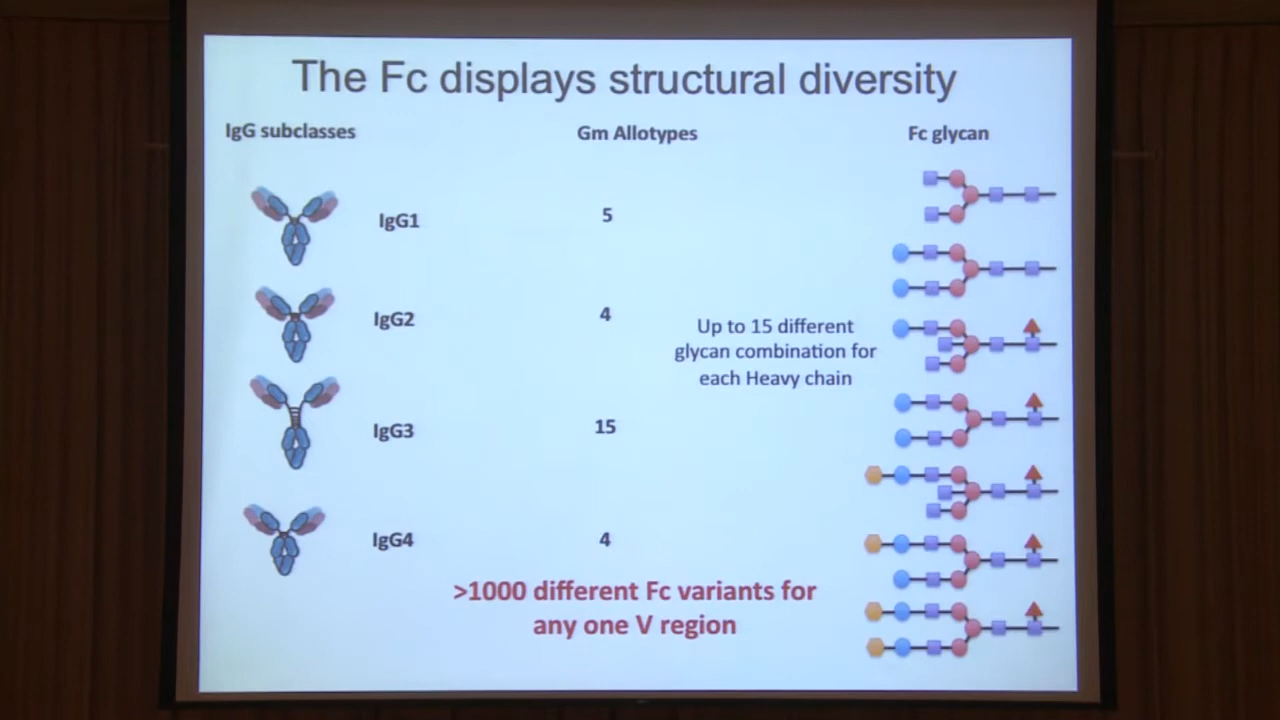 The Fc displays structural diversity
IgG subclasses
Gm Allotypes
Fc glycan
IgG1
5
IgG2
4
Up to 15 different
glycan combination for
each Heavy chain
IgG3
15
IgG4
4
>1000 different Fc variants for
any one V region